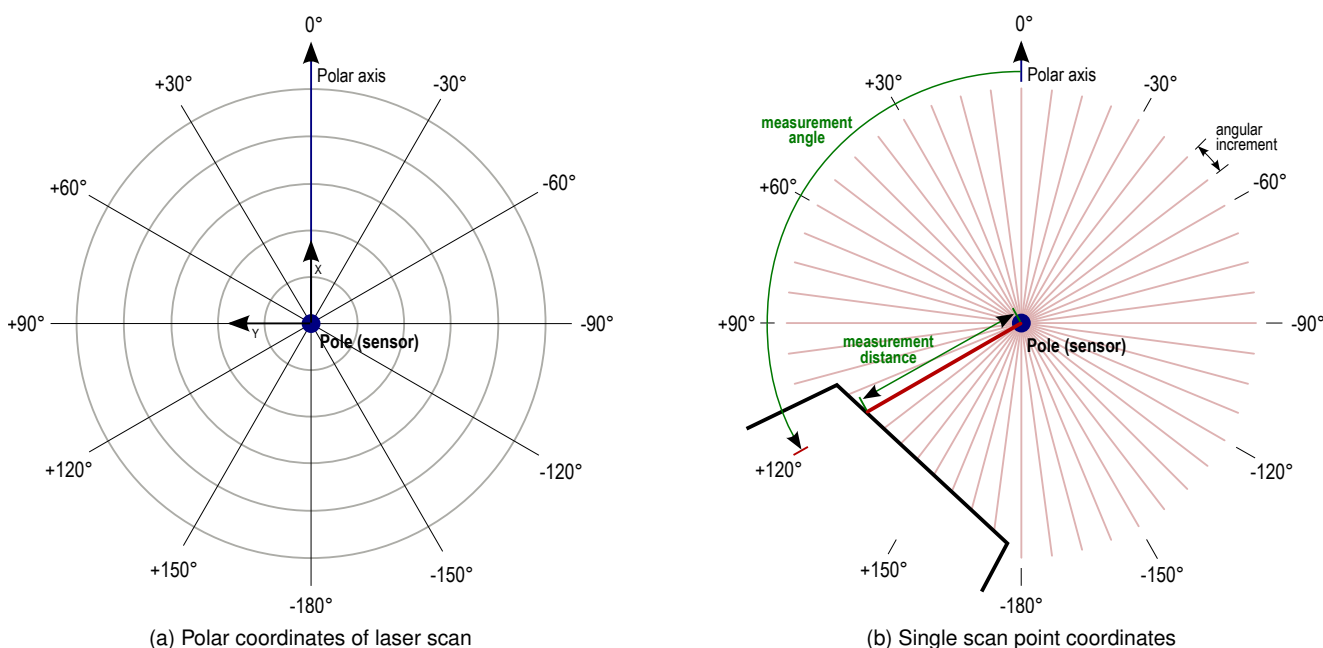 0°
Polar axis
+30°
-30°
+60°
-60°
X
Y
+90°
-90°
Pole (sensor)
+120°
-120°
+150°
-150°
-180°
(a) Polar coordinates of laser scan
0°
Polar axis
+30°
-30°
measurement
angle
angular
increment
+60°
-60°
+90°
-90°
measurement
distance
Pole (sensor)
+120°
-120°
+150°
-150°
-180°
(b) Single scan point coordinates